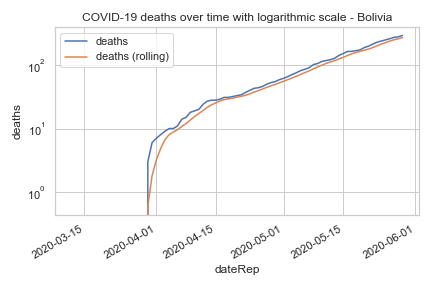 COVID-19 deaths over time with logarithmic scale - Bolivia
deaths
deaths (rolling)
10²
10¹
10⁰
deaths
2020-03-15
2020-04-01
2020-04-15
2020-05-01
2020-05-15
2020-06-01
dateRep